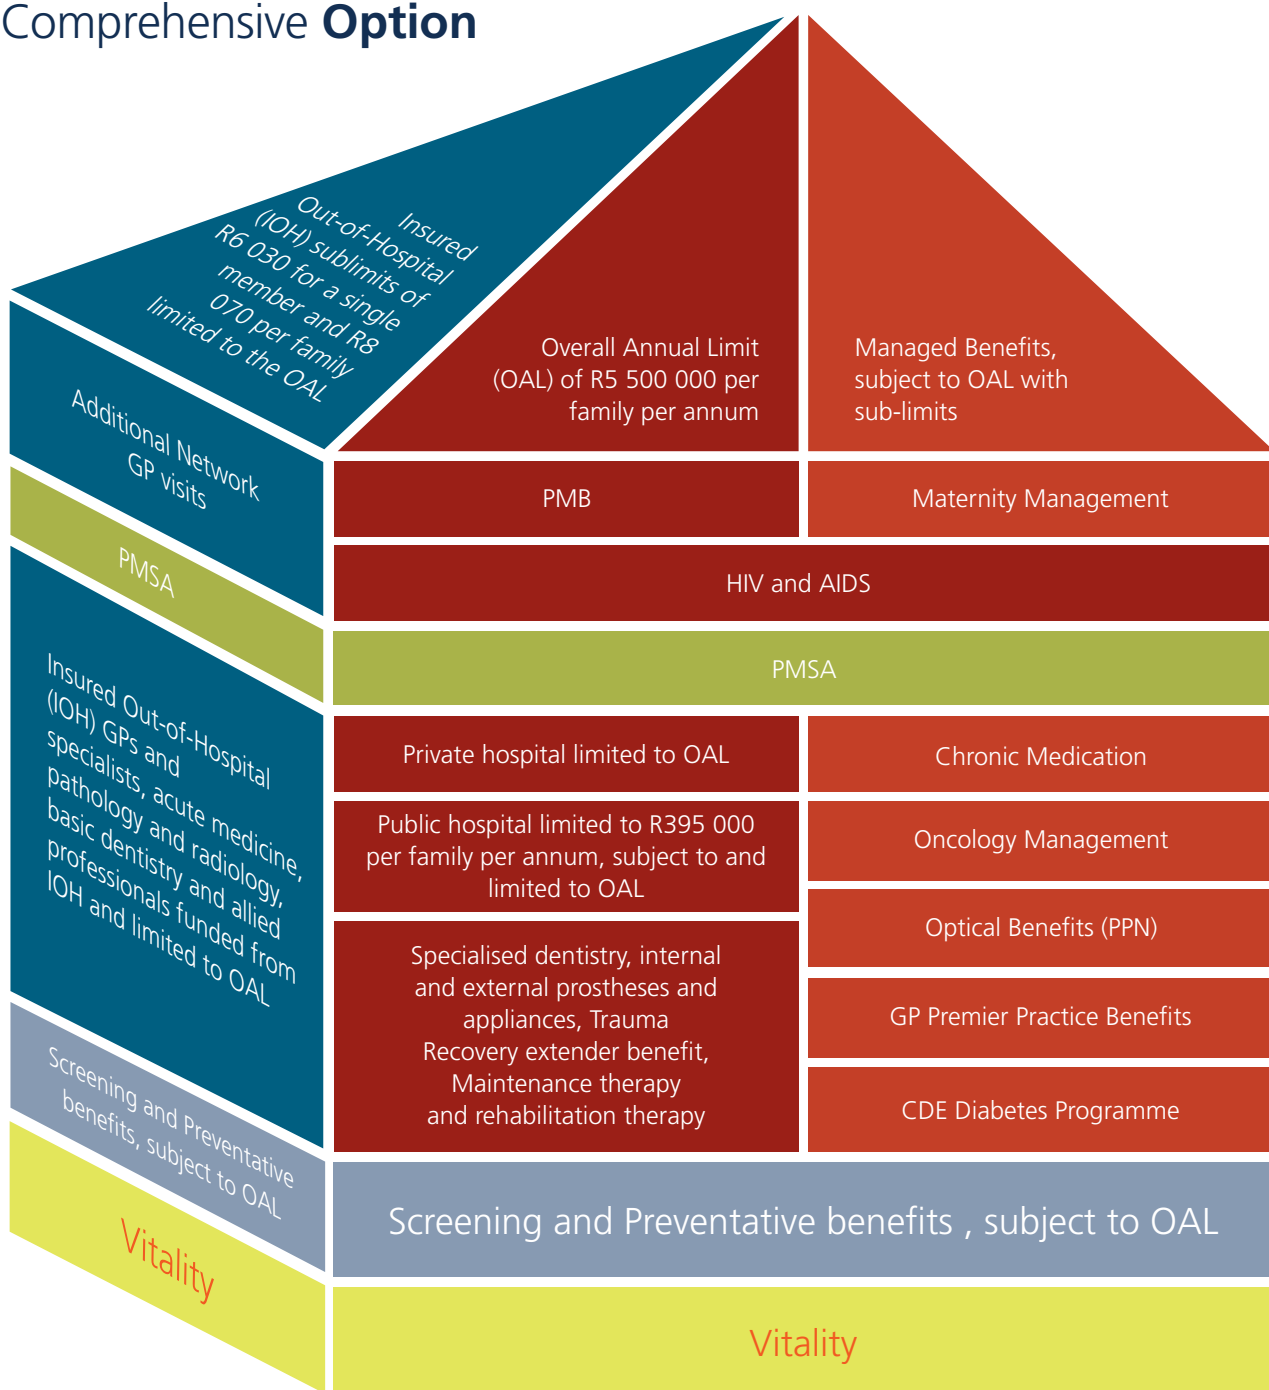 Comprehensive Option
Insured
Out-of-Hospital
(IOH) sublimits of
R6 030 for a single
member and R8
070 per family
limited to the OAL
Overall Annual Limit
(OAL) of R5 500 000 per
family per annum
Managed Benefits,
subject to OAL with
sub-limits
Additional Network
GP visits
PMB
Maternity Management
HIV and AIDS
PMSA
PMSA
Insured Out-of-Hospital
(IOH) GPs and
specialists, acute medicine,
pathology and radiology,
basic dentistry and allied
professionals funded from
IOH and limited to OAL
Private hospital limited to OAL
Public hospital limited to R395 000
per family per annum, subject to and
limited to OAL
Specialised dentistry, internal
and external prostheses and
appliances, Trauma
Recovery extender benefit,
Maintenance therapy
and rehabilitation therapy
Chronic Medication
Oncology Management
Optical Benefits (PPN)
GP Premier Practice Benefits
CDE Diabetes Programme
Screening and Preventative
benefits, subject to OAL
Screening and Preventative benefits , subject to OAL
Vitality
Vitality